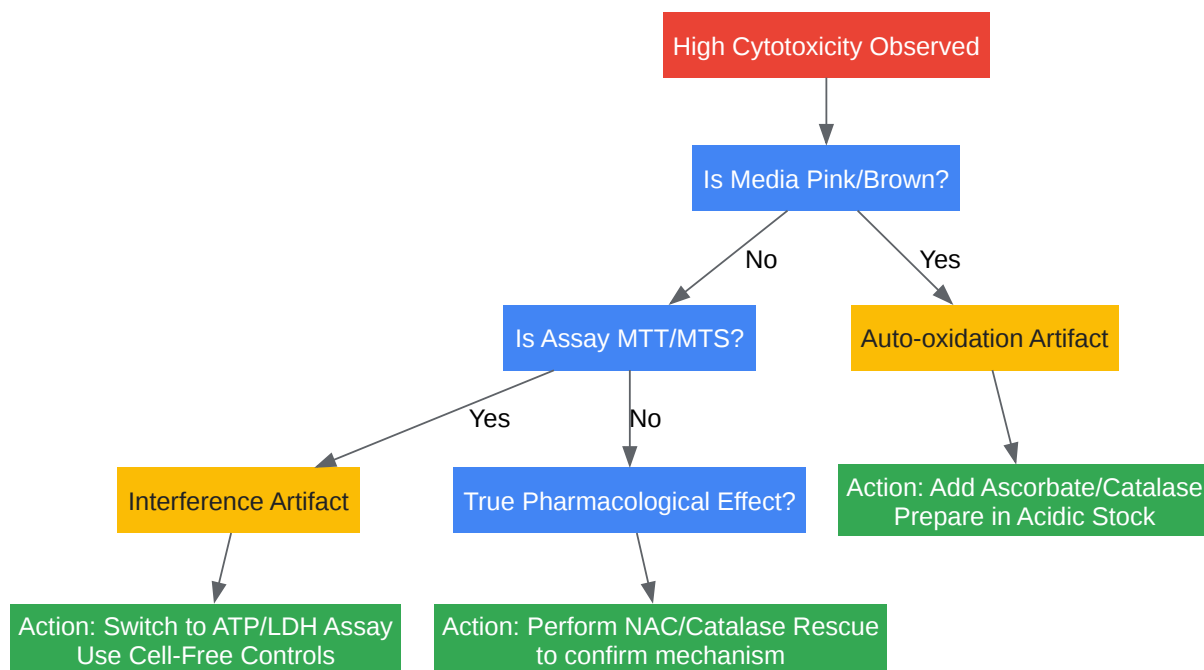 High Cytotoxicity Observed
Is Media Pink/Brown?
No
Yes
Is Assay MTT/MTS?
Auto-oxidation Artifact
Yes
No
Interference Artifact
True Pharmacological Effect?
Action: Add Ascorbate/Catalase
Prepare in Acidic Stock
Action: Switch to ATP/LDH Assay
Use Cell-Free Controls
Action: Perform NAC/Catalase Rescue
to confirm mechanism